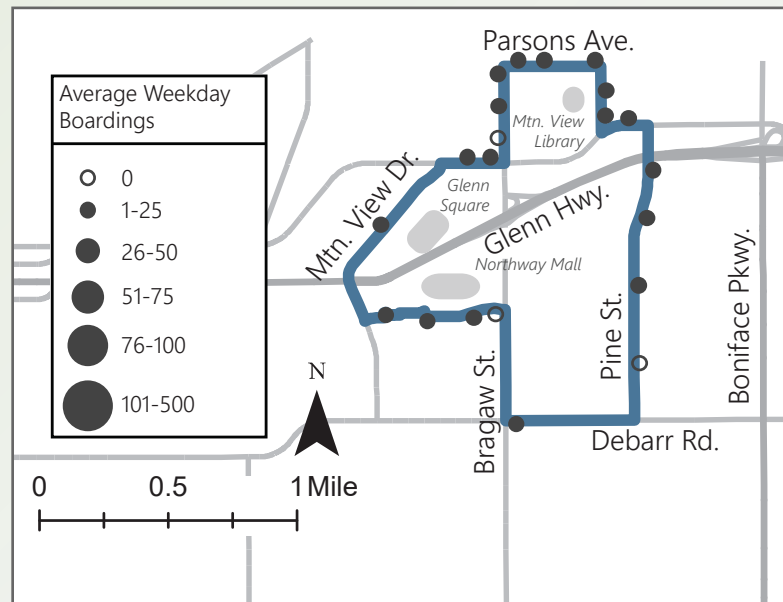 Parsons Ave.
Average Weekday
Boardings
0
1-25
26-50
51-75
76-100
101-500
Mtn. View
Library
Mtn. View Dr.
Glenn
Square
Glenn Hwy.
Northway Mall
Pine St.
Boniface Pkwy.
Bragaw St.
Debarr Rd.
N
0 0.5 1 Mile